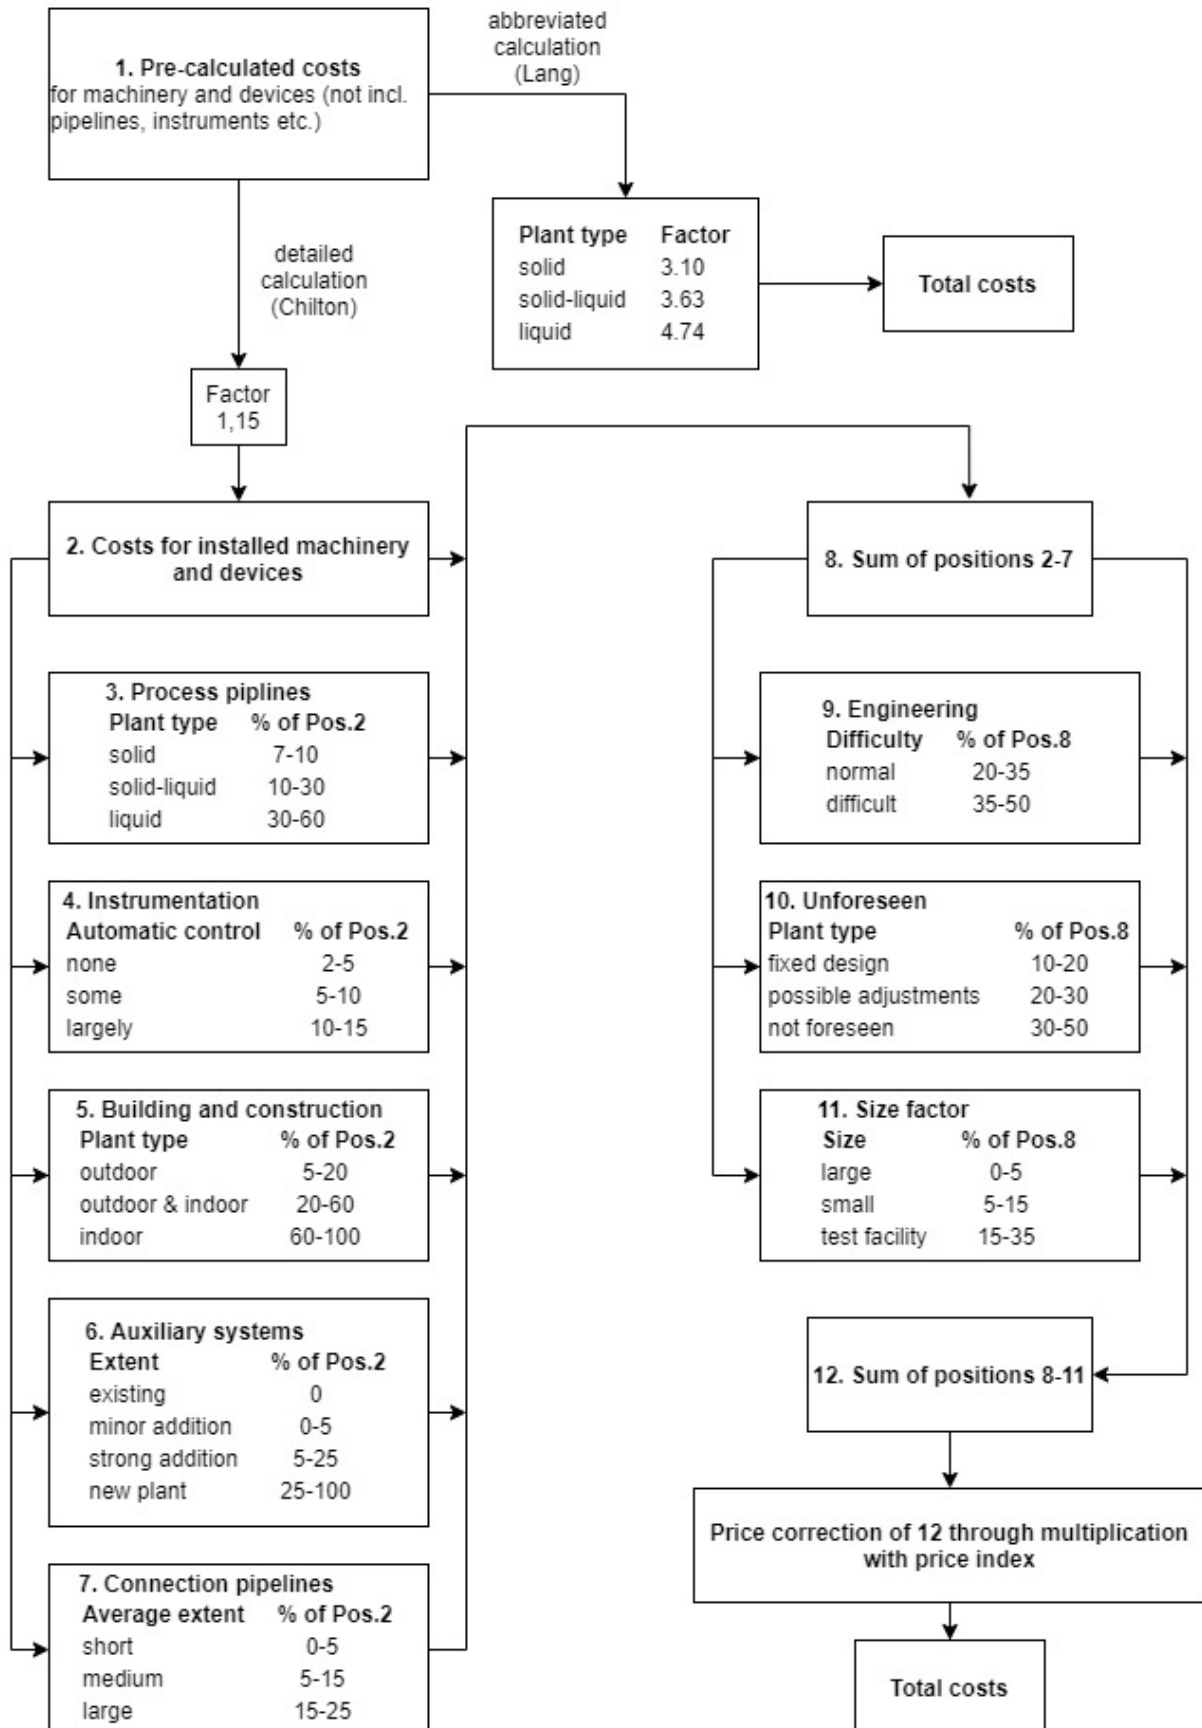 abbreviated
calculation
(Lang)
1. Pre-calculated costs
for machinery and devices (not incl.
pipelines, instruments etc.)
Plant type Factor
solid 3.10
solid-liquid 3.63
liquid 4.74
Total costs
detailed
calculation
(Chilton)
Factor
1,15
2. Costs for installed machinery
and devices
3. Process piplines
Plant type % of Pos.2
solid 7-10
solid-liquid 10-30
liquid 30-60
4. Instrumentation
Automatic control % of Pos.2
none 2-5
some 5-10
largely 10-15
5. Building and construction
Plant type % of Pos.2
outdoor 5-20
outdoor & indoor 20-60
indoor 60-100
6. Auxiliary systems
Extent % of Pos.2
existing 0
minor addition 0-5
strong addition 5-25
new plant 25-100
7. Connection pipelines
Average extent % of Pos.2
short 0-5
medium 5-15
large 15-25
8. Sum of positions 2-7
9. Engineering
Difficulty % of Pos.8
normal 20-35
difficult 35-50
10. Unforeseen
Plant type % of Pos.8
fixed design 10-20
possible adjustments 20-30
not foreseen 30-50
11. Size factor
Size % of Pos.8
large 0-5
small 5-15
test facility 15-35
12. Sum of positions 8-11
Price correction of 12 through multiplication
with price index
Total costs